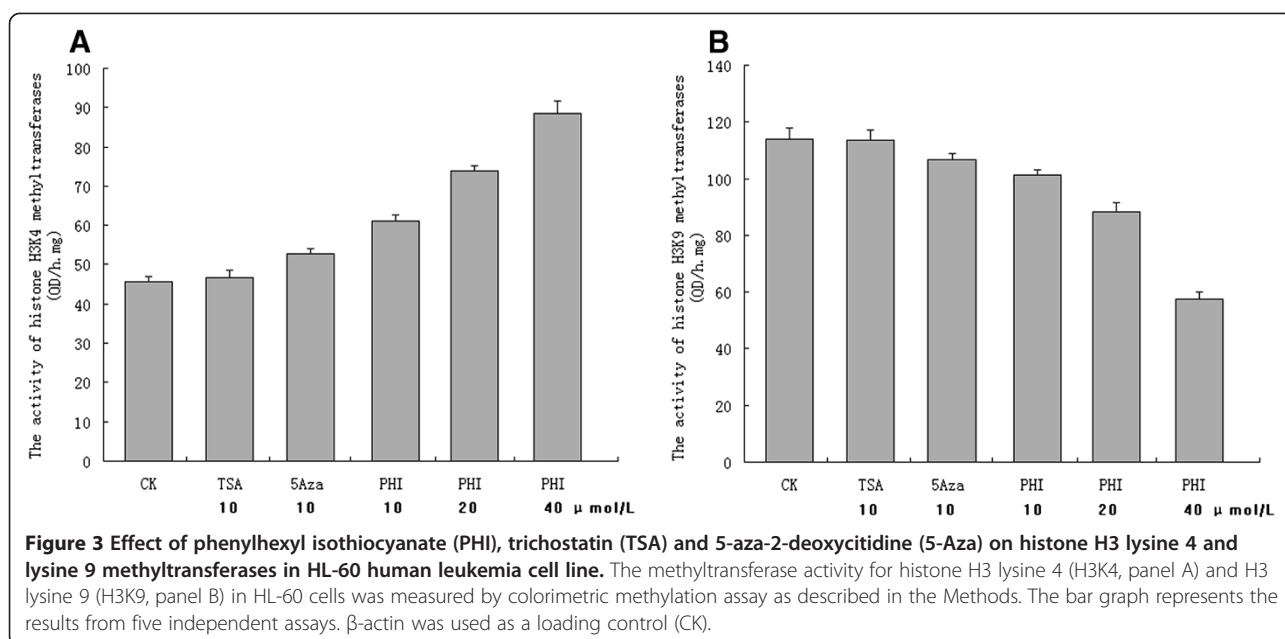 A
The activity of histone H3K4 methyltransferases
(QD/h.mg)
100
90
80
70
60
50
40
30
20
10
0
CK TSA 5Aza PHI PHI PHI
10 10 10 20 40 μ mol/L
B
The activity of histone H3K9 methyltransferases
(QD/h.mg)
140
120
100
80
60
40
20
0
CK TSA 5Aza PHI PHI PHI
10 10 10 20 40 μ mol/L
Figure 3 Effect of phenylhexyl isothiocyanate (PHI), trichostatin (TSA) and 5-aza-2-deoxycitidine (5-Aza) on histone H3 lysine 4 and
lysine 9 methyltransferases in HL-60 human leukemia cell line. The methyltransferase activity for histone H3 lysine 4 (H3K4, panel A) and H3
lysine 9 (H3K9, panel B) in HL-60 cells was measured by colorimetric methylation assay as described in the Methods. The bar graph represents the
results from five independent assays. β-actin was used as a loading control (CK).